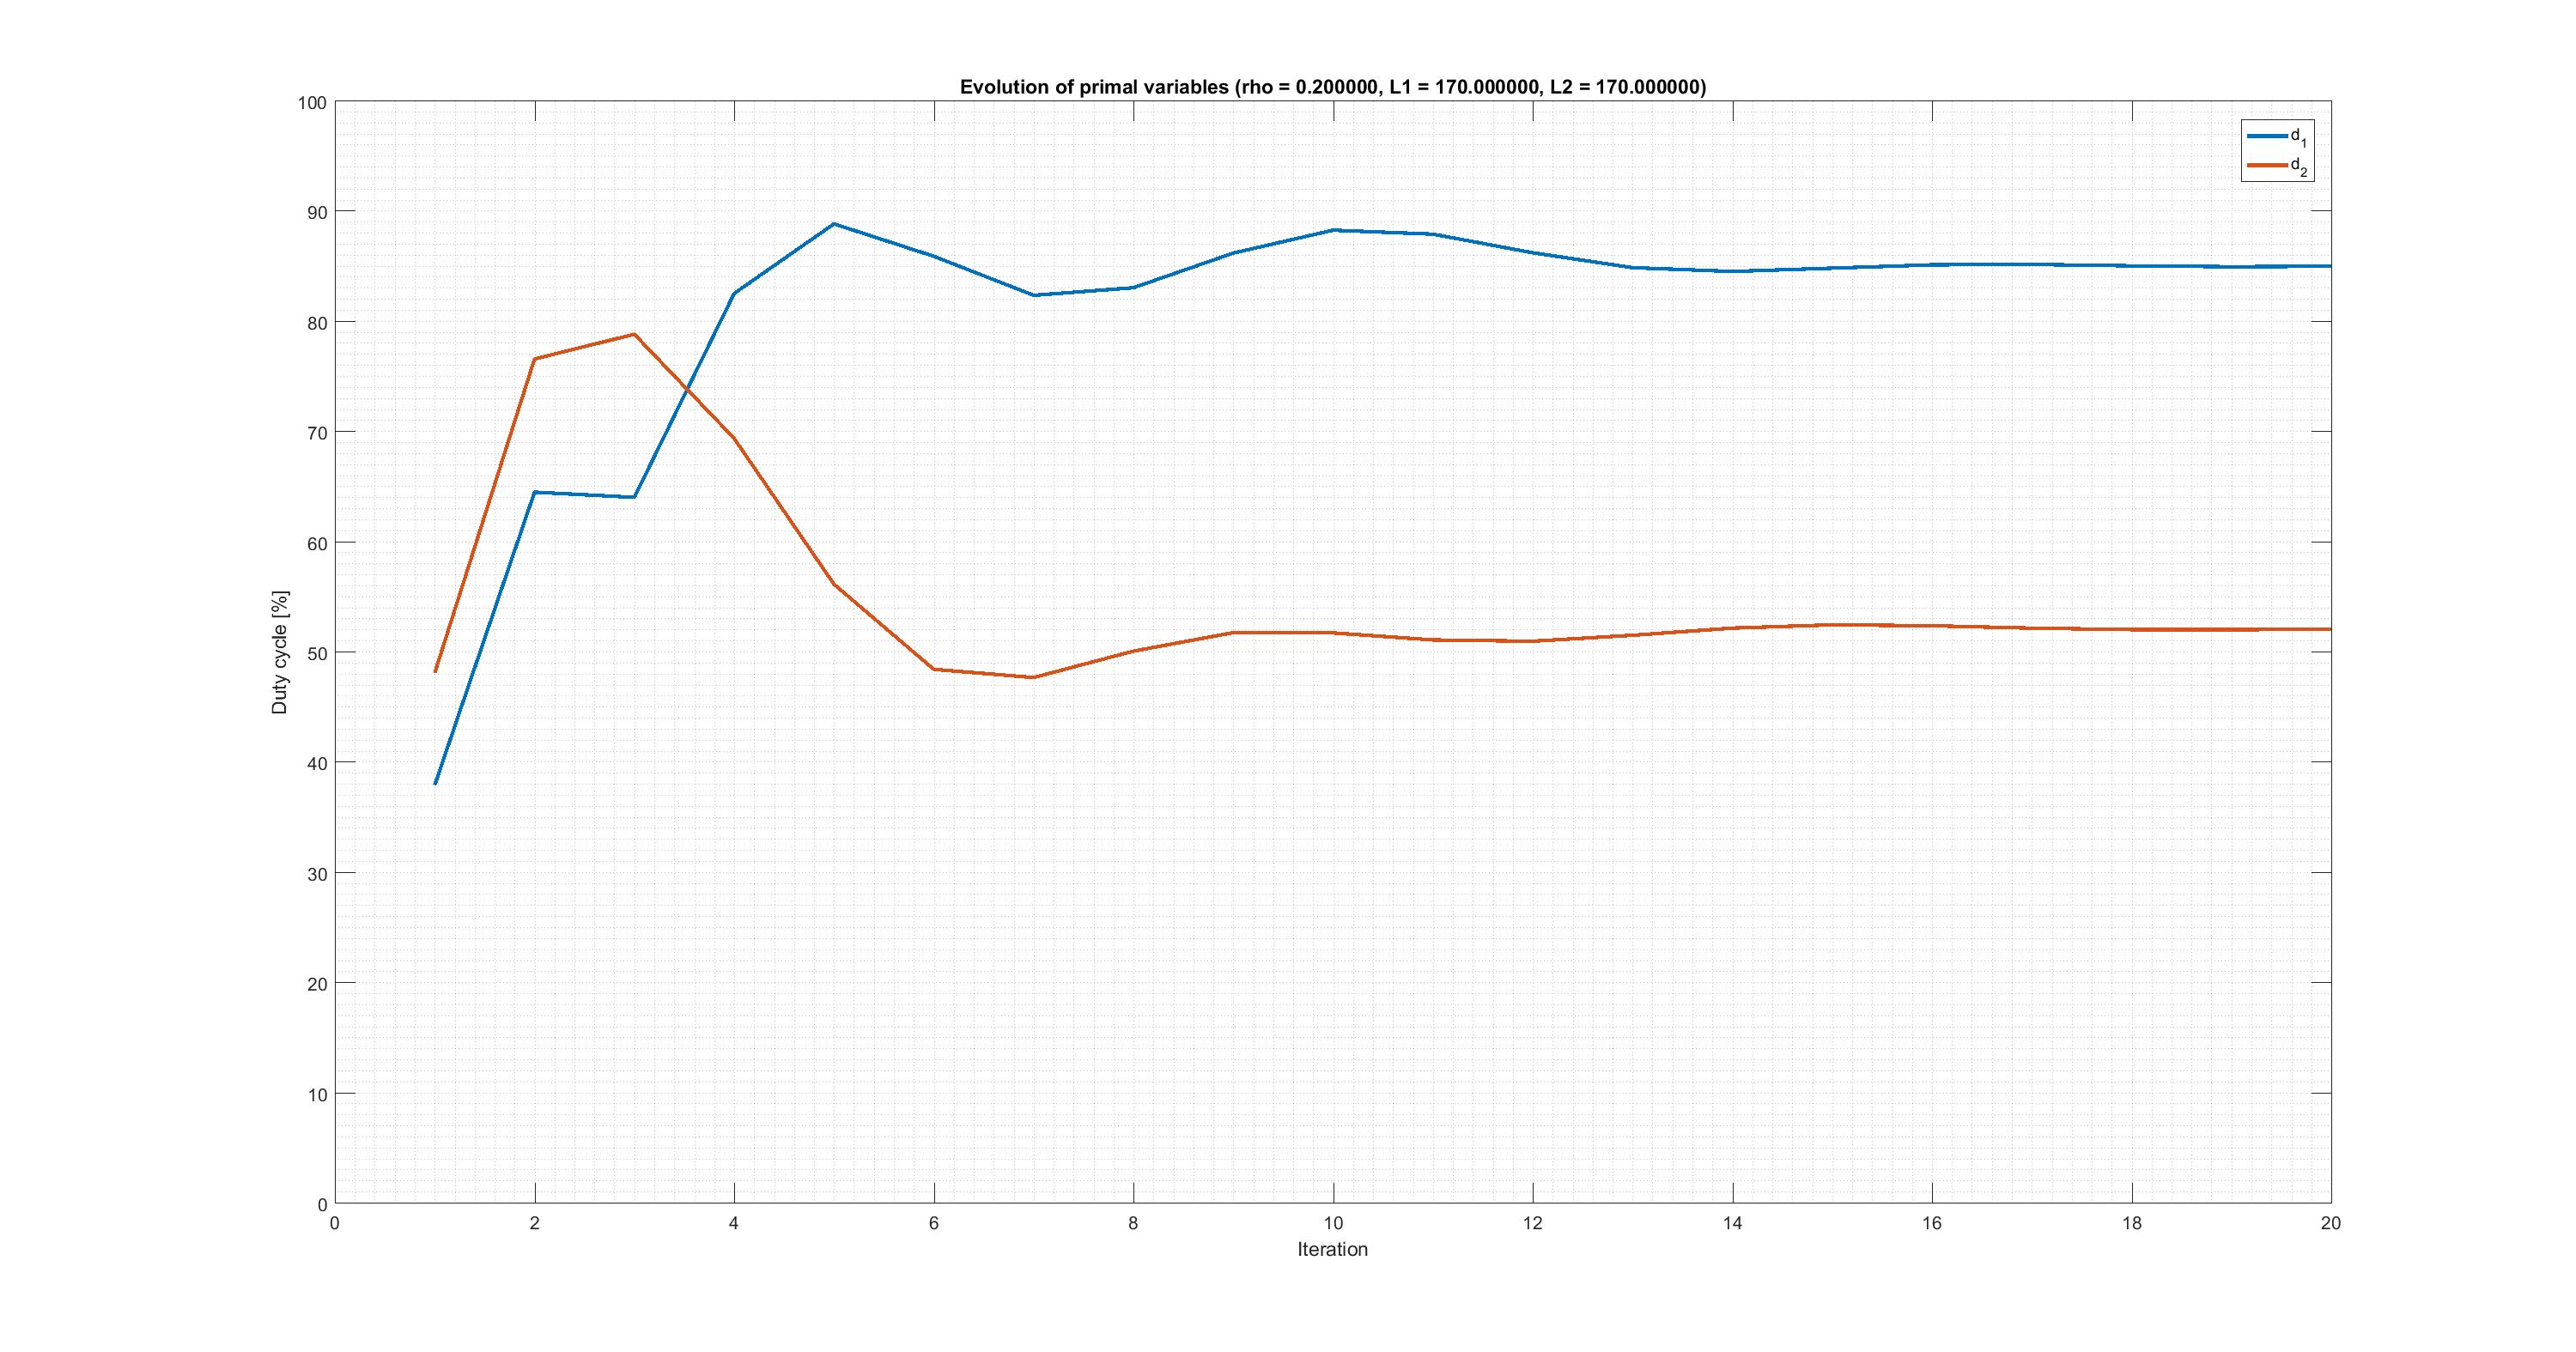 Evolution of primal variables (rho = 0.200000, L1 = 170.000000, L2 = 170.000000)
d1
d2
100
90
80
70
60
50
40
30
20
10
0
Duty cycle [%]
0 2 4 6 8 10 12 14 16 18 20
Iteration